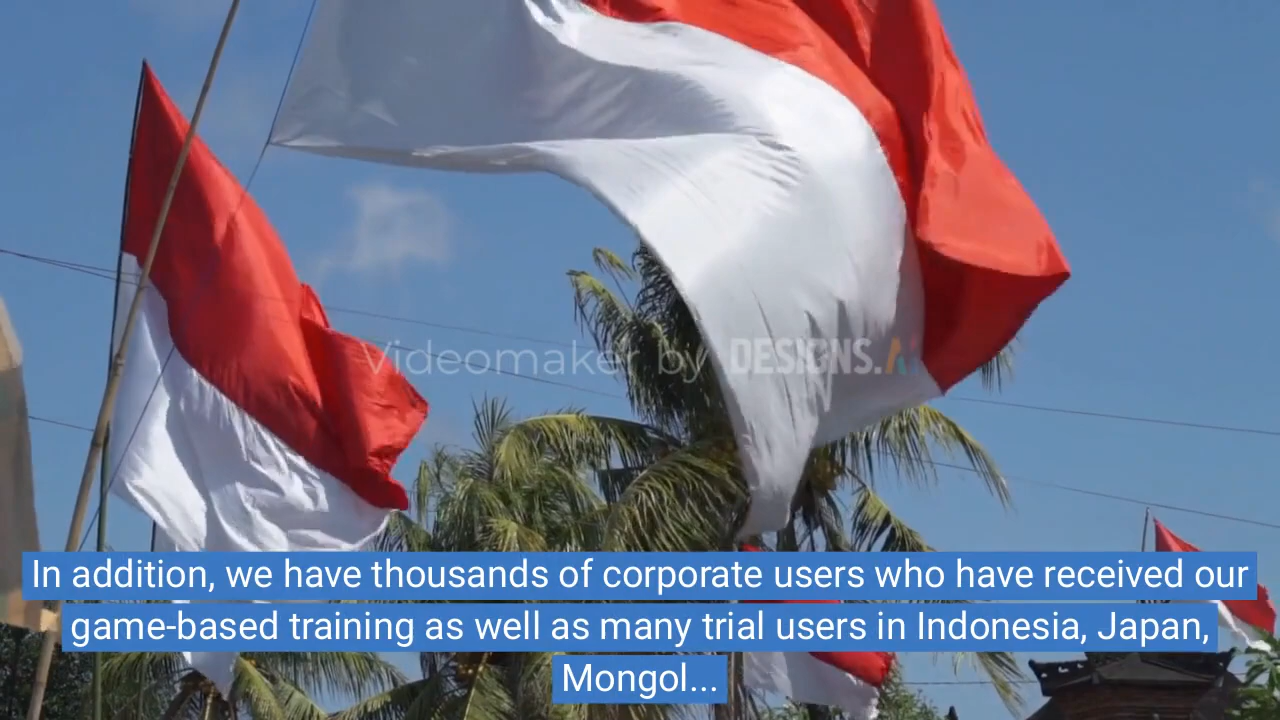 Videomaker by DESIGNS.AI
In addition, we have thousands of corporate users who have received our
game-based training as well as many trial users in Indonesia, Japan,
Mongol...